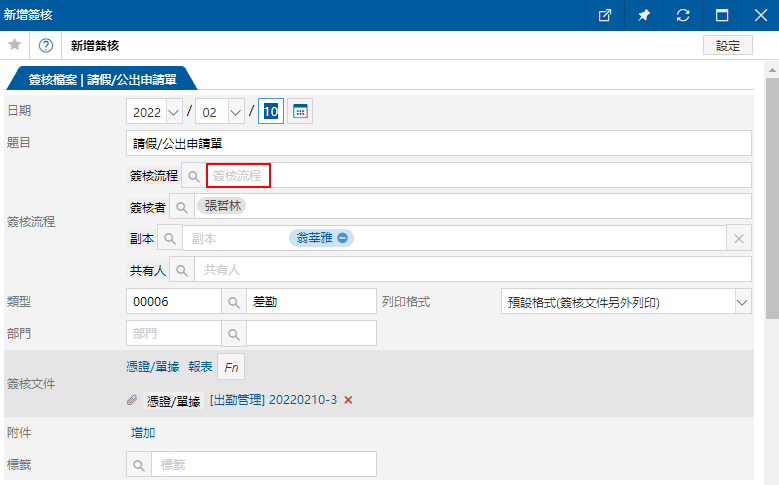 新增簽核
新增簽核
設定
簽核檔案 | 請假/公出申請單
日期 2022 / 02 / 10
題目 請假/公出申請單
簽核流程 簽核流程 簽核流程
簽核者 張哲林
副本 副本 翁莘雅
共有人 共有人
類型 00006 差勤 列印格式 預設格式(簽核文件另外列印)
部門 部門
簽核文件 憑證/單據 報表 Fn
憑證/單據 [出勤管理] 20220210-3
附件 增加
標籤 標籤